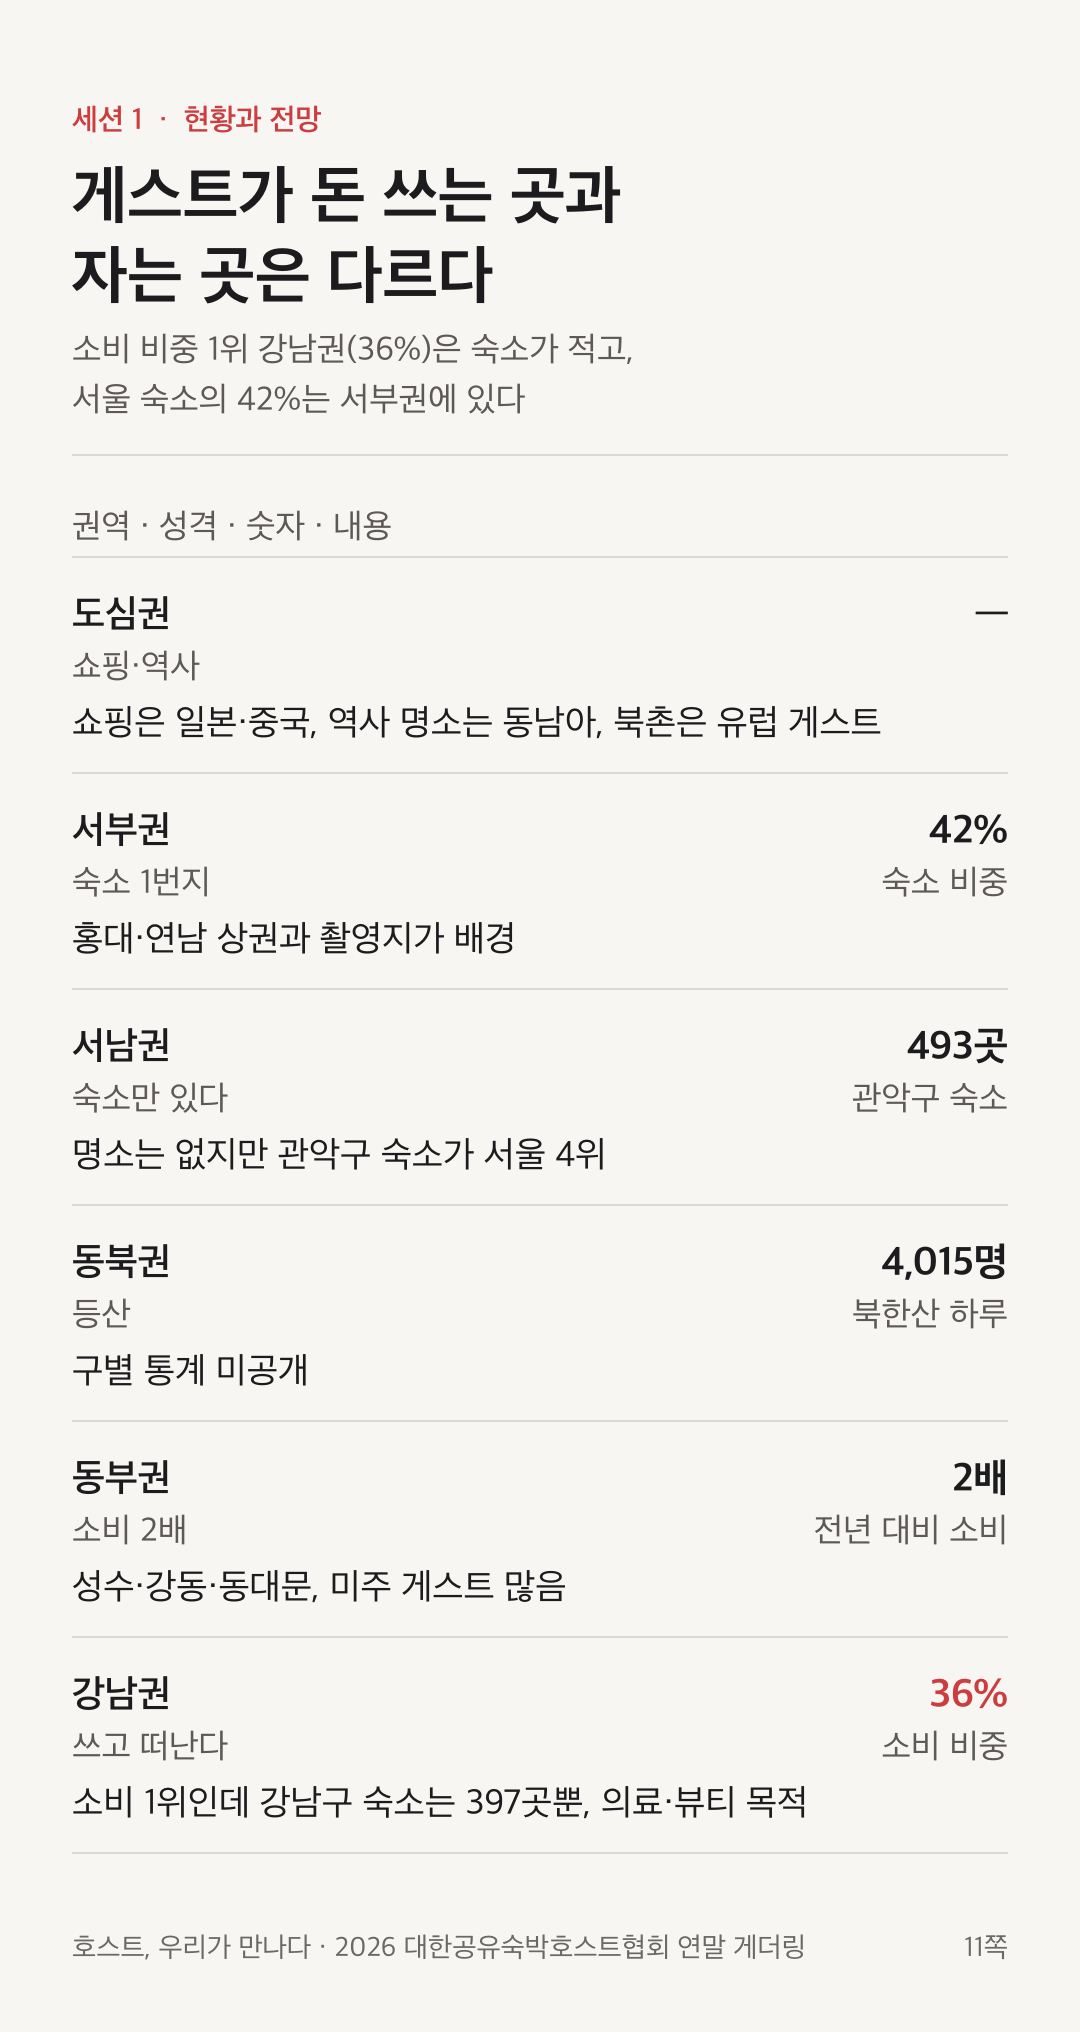 세션 1 · 현황과 전망
게스트가 돈 쓰는 곳과
자는 곳은 다르다
소비 비중 1위 강남권(36%)은 숙소가 적고,
서울 숙소의 42%는 서부권에 있다
권역 · 성격 · 숫자 · 내용
도심권 —
쇼핑·역사
쇼핑은 일본·중국, 역사 명소는 동남아, 북촌은 유럽 게스트
서부권 42%
숙소 1번지 숙소 비중
홍대·연남 상권과 촬영지가 배경
서남권 493곳
숙소만 있다 관악구 숙소
명소는 없지만 관악구 숙소가 서울 4위
동북권 4,015명
등산 북한산 하루
구별 통계 미공개
동부권 2배
소비 2배 전년 대비 소비
성수·강동·동대문, 미주 게스트 많음
강남권 36%
쓰고 떠난다 소비 비중
소비 1위인데 강남구 숙소는 397곳뿐, 의료·뷰티 목적
호스트, 우리가 만나다 · 2026 대한공유숙박호스트협회 연말 게더링 11쪽